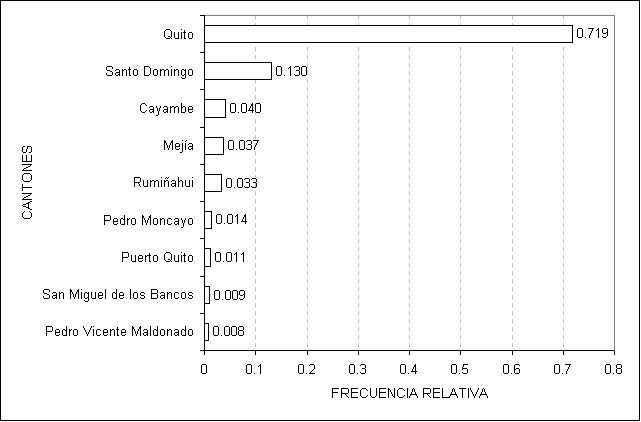 Quito 0.719
Santo Domingo 0.130
Cayambe 0.040
Mejía 0.037
Rumiñahui 0.033
Pedro Moncayo 0.014
Puerto Quito 0.011
San Miguel de los Bancos 0.009
Pedro Vicente Maldonado 0.008
CANTONES
0 0.1 0.2 0.3 0.4 0.5 0.6 0.7 0.8
FRECUENCIA RELATIVA